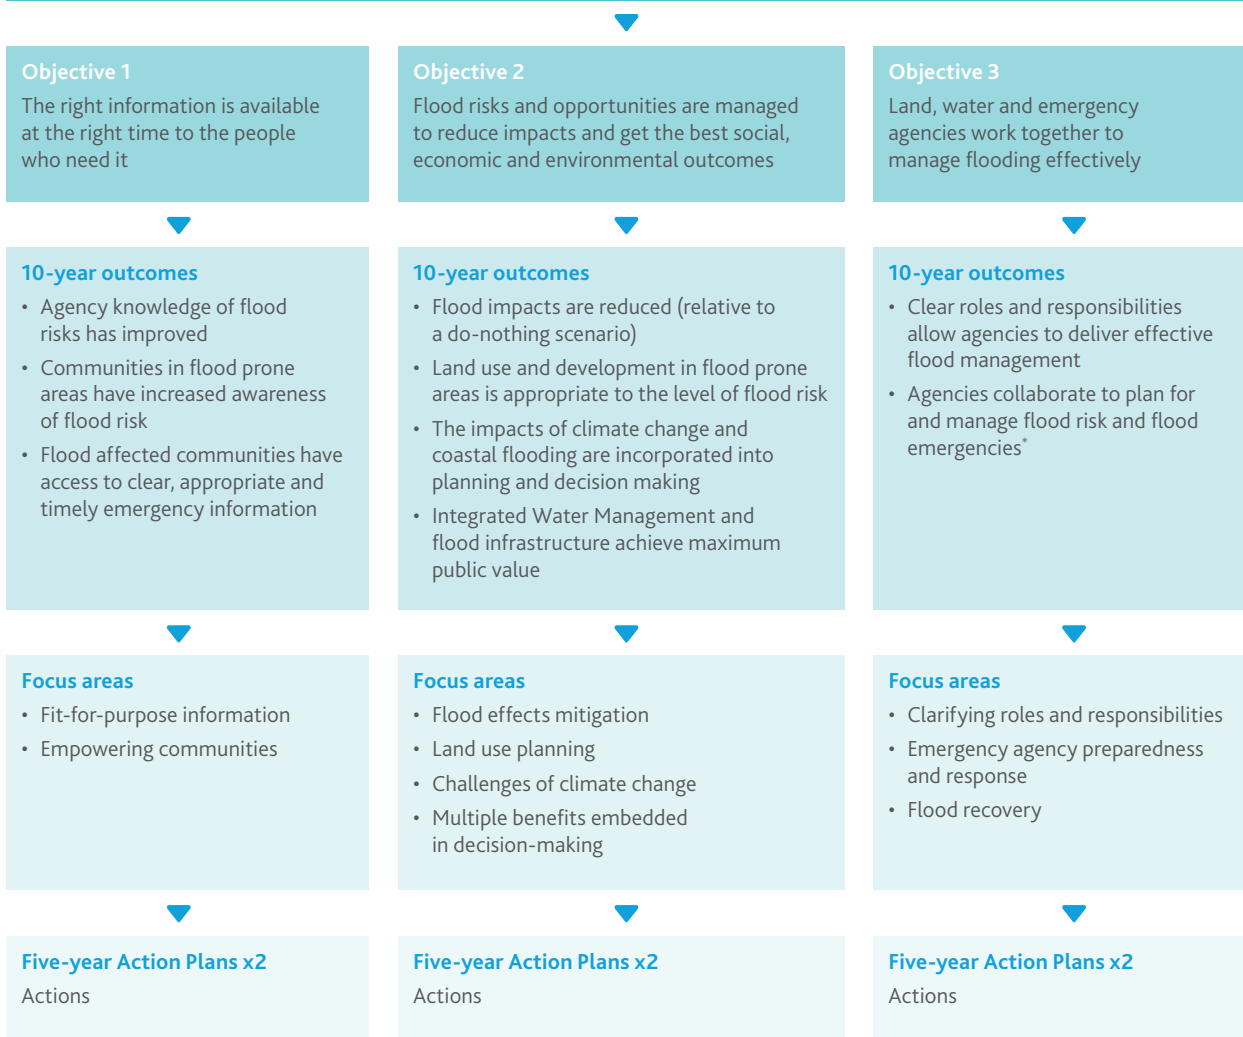 Objective 1
The right information is available
at the right time to the people
who need it
Objective 2
Flood risks and opportunities are managed
to reduce impacts and get the best social,
economic and environmental outcomes
Objective 3
Land, water and emergency
agencies work together to
manage flooding effectively
10-year outcomes
• Agency knowledge of flood
risks has improved
• Communities in flood prone
areas have increased awareness
of flood risk
• Flood affected communities have
access to clear, appropriate and
timely emergency information
10-year outcomes
• Flood impacts are reduced (relative to
a do-nothing scenario)
• Land use and development in flood prone
areas is appropriate to the level of flood risk
• The impacts of climate change and
coastal flooding are incorporated into
planning and decision making
• Integrated Water Management and
flood infrastructure achieve maximum
public value
10-year outcomes
• Clear roles and responsibilities
allow agencies to deliver effective
flood management
• Agencies collaborate to plan for
and manage flood risk and flood
emergencies*
Focus areas
• Fit-for-purpose information
• Empowering communities
Focus areas
• Flood effects mitigation
• Land use planning
• Challenges of climate change
• Multiple benefits embedded
in decision-making
Focus areas
• Clarifying roles and responsibilities
• Emergency agency preparedness
and response
• Flood recovery
Five-year Action Plans x2
Actions
Five-year Action Plans x2
Actions
Five-year Action Plans x2
Actions